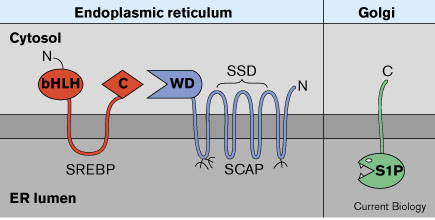 Endoplasmic reticulum
Golgi
Cytosol
N
bHLH
C
WD
SSD
N
C
SREBP
SCAP
S1P
ER lumen
Current Biology